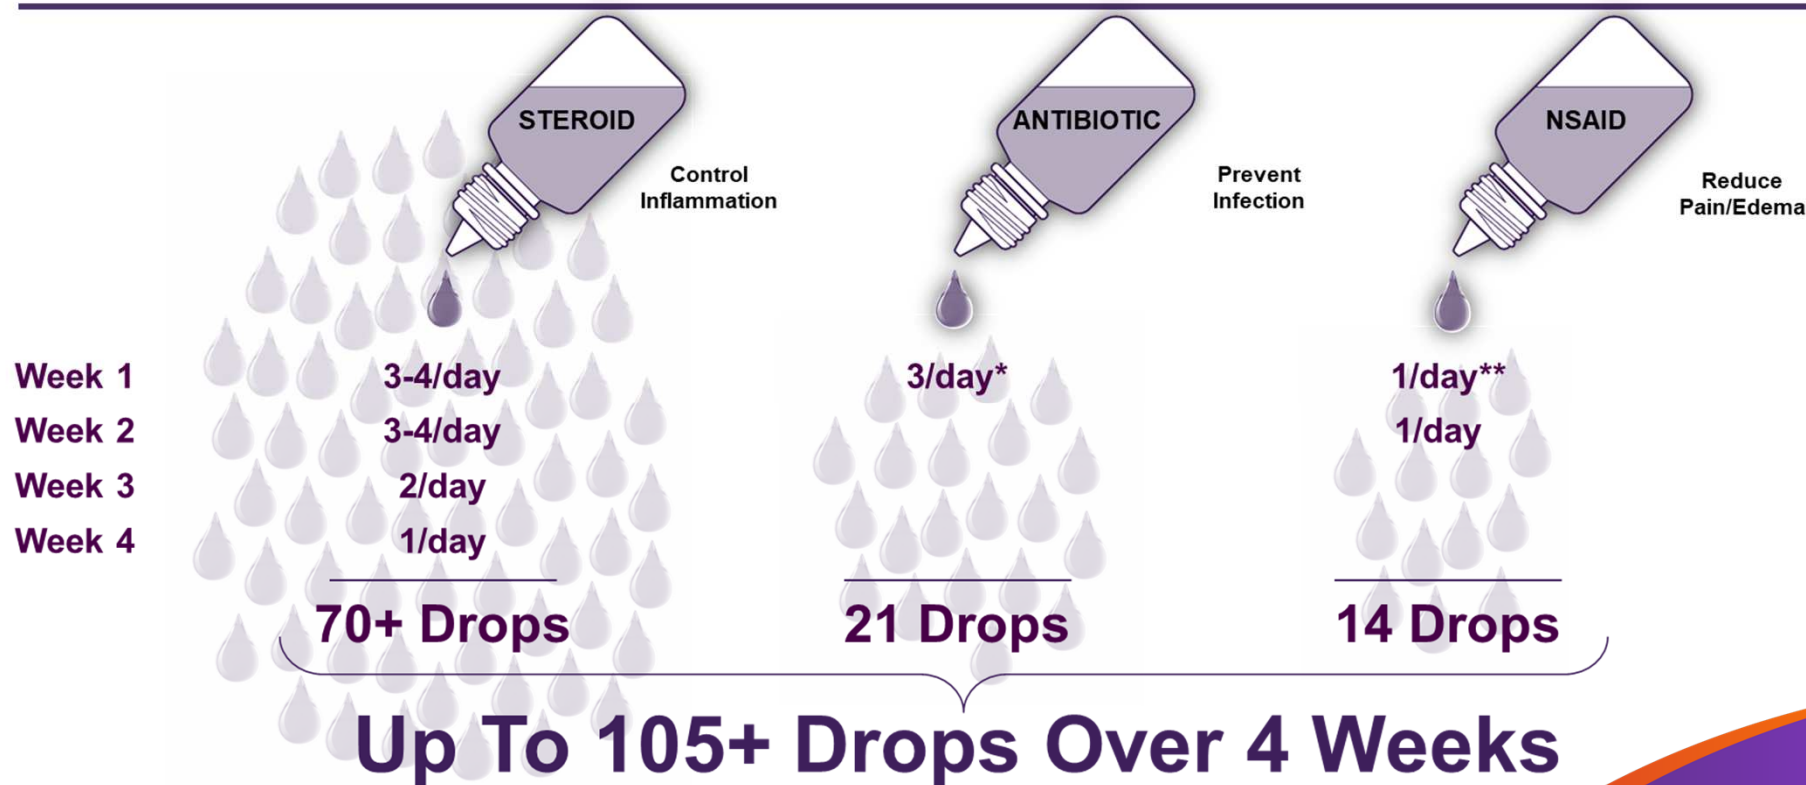 STEROID
Control
Inflammation
ANTIBIOTIC
Prevent
Infection
NSAID
Reduce
Pain/Edema
Week 1 3-4/day 3/day* 1/day**
Week 2 3-4/day 1/day
Week 3 2/day
Week 4 1/day
70+ Drops 21 Drops 14 Drops
Up To 105+ Drops Over 4 Weeks